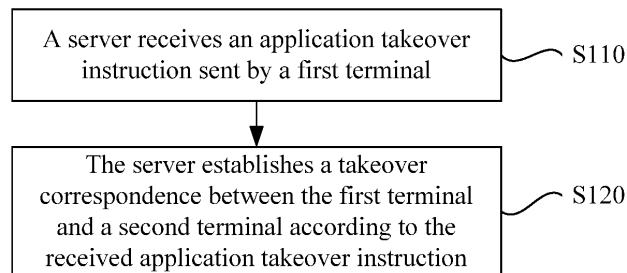 A server receives an application takeover
instruction sent by a first terminal
S110
The server establishes a takeover
correspondence between the first terminal
and a second terminal according to the
received application takeover instruction
S120